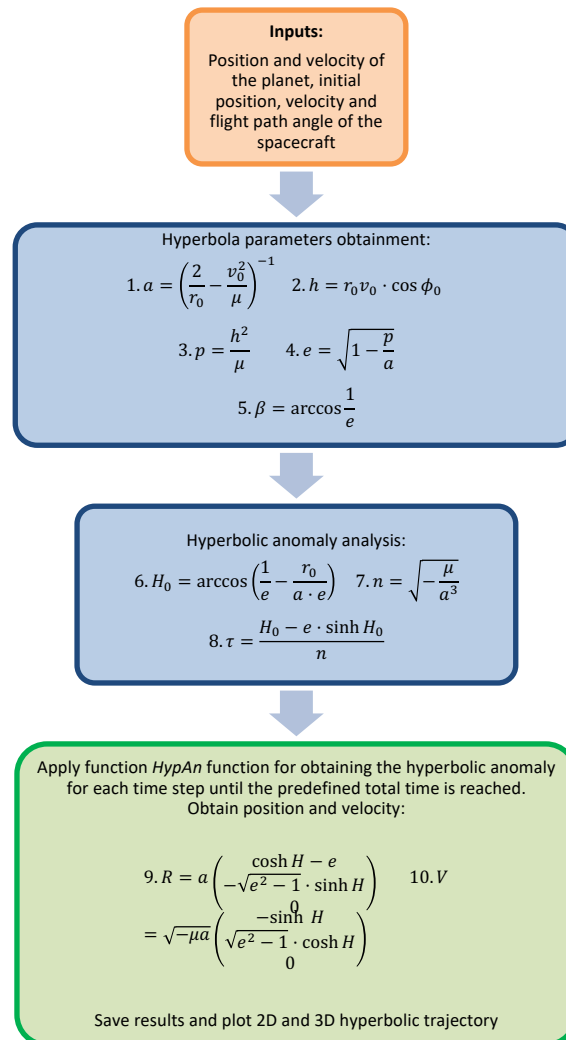 Inputs:
Position and velocity of
the planet, initial
position, velocity and
flight path angle of the
spacecraft
Hyperbola parameters obtainment:
1. a = (2/r₀ − v₀²/μ)⁻¹  2. h = r₀v₀ · cos ϕ₀
3. p = h²/μ  4. e = √(1 − p/a)
5. β = arccos 1/e
Hyperbolic anomaly analysis:
6. H₀ = arccos (1/e − r₀/(a · e))  7. n = √(−μ/a³)
8. τ = (H₀ − e · sinh H₀)/n
Apply function HypAn function for obtaining the hyperbolic anomaly
for each time step until the predefined total time is reached.
Obtain position and velocity:
9. R = a (cosh H − e; −√(e² − 1) · sinh H; 0)  10. V
= √(−μa) (−sinh H; √(e² − 1) · cosh H; 0)
Save results and plot 2D and 3D hyperbolic trajectory